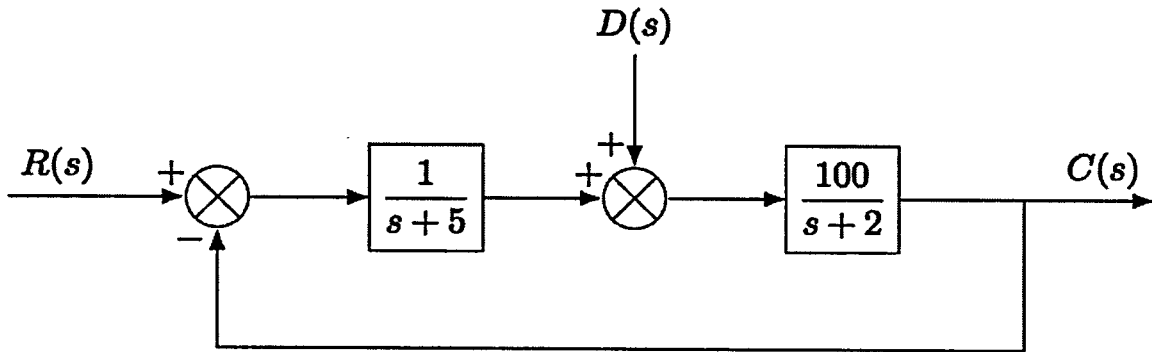 D(s)
+
R(s)
+
1
s + 5
+
100
s + 2
C(s)
−